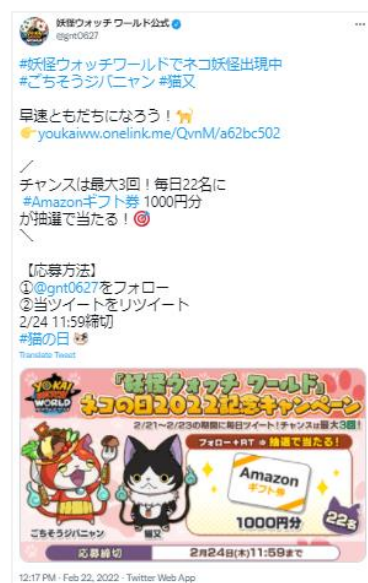 妖怪ウォッチ ワールド公式
@gnt0627
#妖怪ウォッチワールドでネコ妖怪出現中
#ごちそうジバニャン #猫又
早速ともだちになろう！🐈
👉youkaiww.onelink.me/QvnM/a62bc502
／
チャンスは最大3回！毎日22名に
#Amazonギフト券 1000円分
が抽選で当たる！🎯
＼
【応募方法】
①@gnt0627をフォロー
②当ツイートをリツイート
2/24 11:59締切
#猫の日 🐱
Translate Tweet
YO-KAI WATCH WORLD
『妖怪ウォッチ ワールド』
ネコの日2022記念キャンペーン
2/21～2/23の期間に毎日ツイート！チャンスは最大3回！
フォロー+RT ⇒ 抽選で当たる！
Amazon
ギフト券
1000円分
22名
ごちそうジバニャン
猫又
応募締切
2月24日(木)11:59まで
12:17 PM · Feb 22, 2022 · Twitter Web App